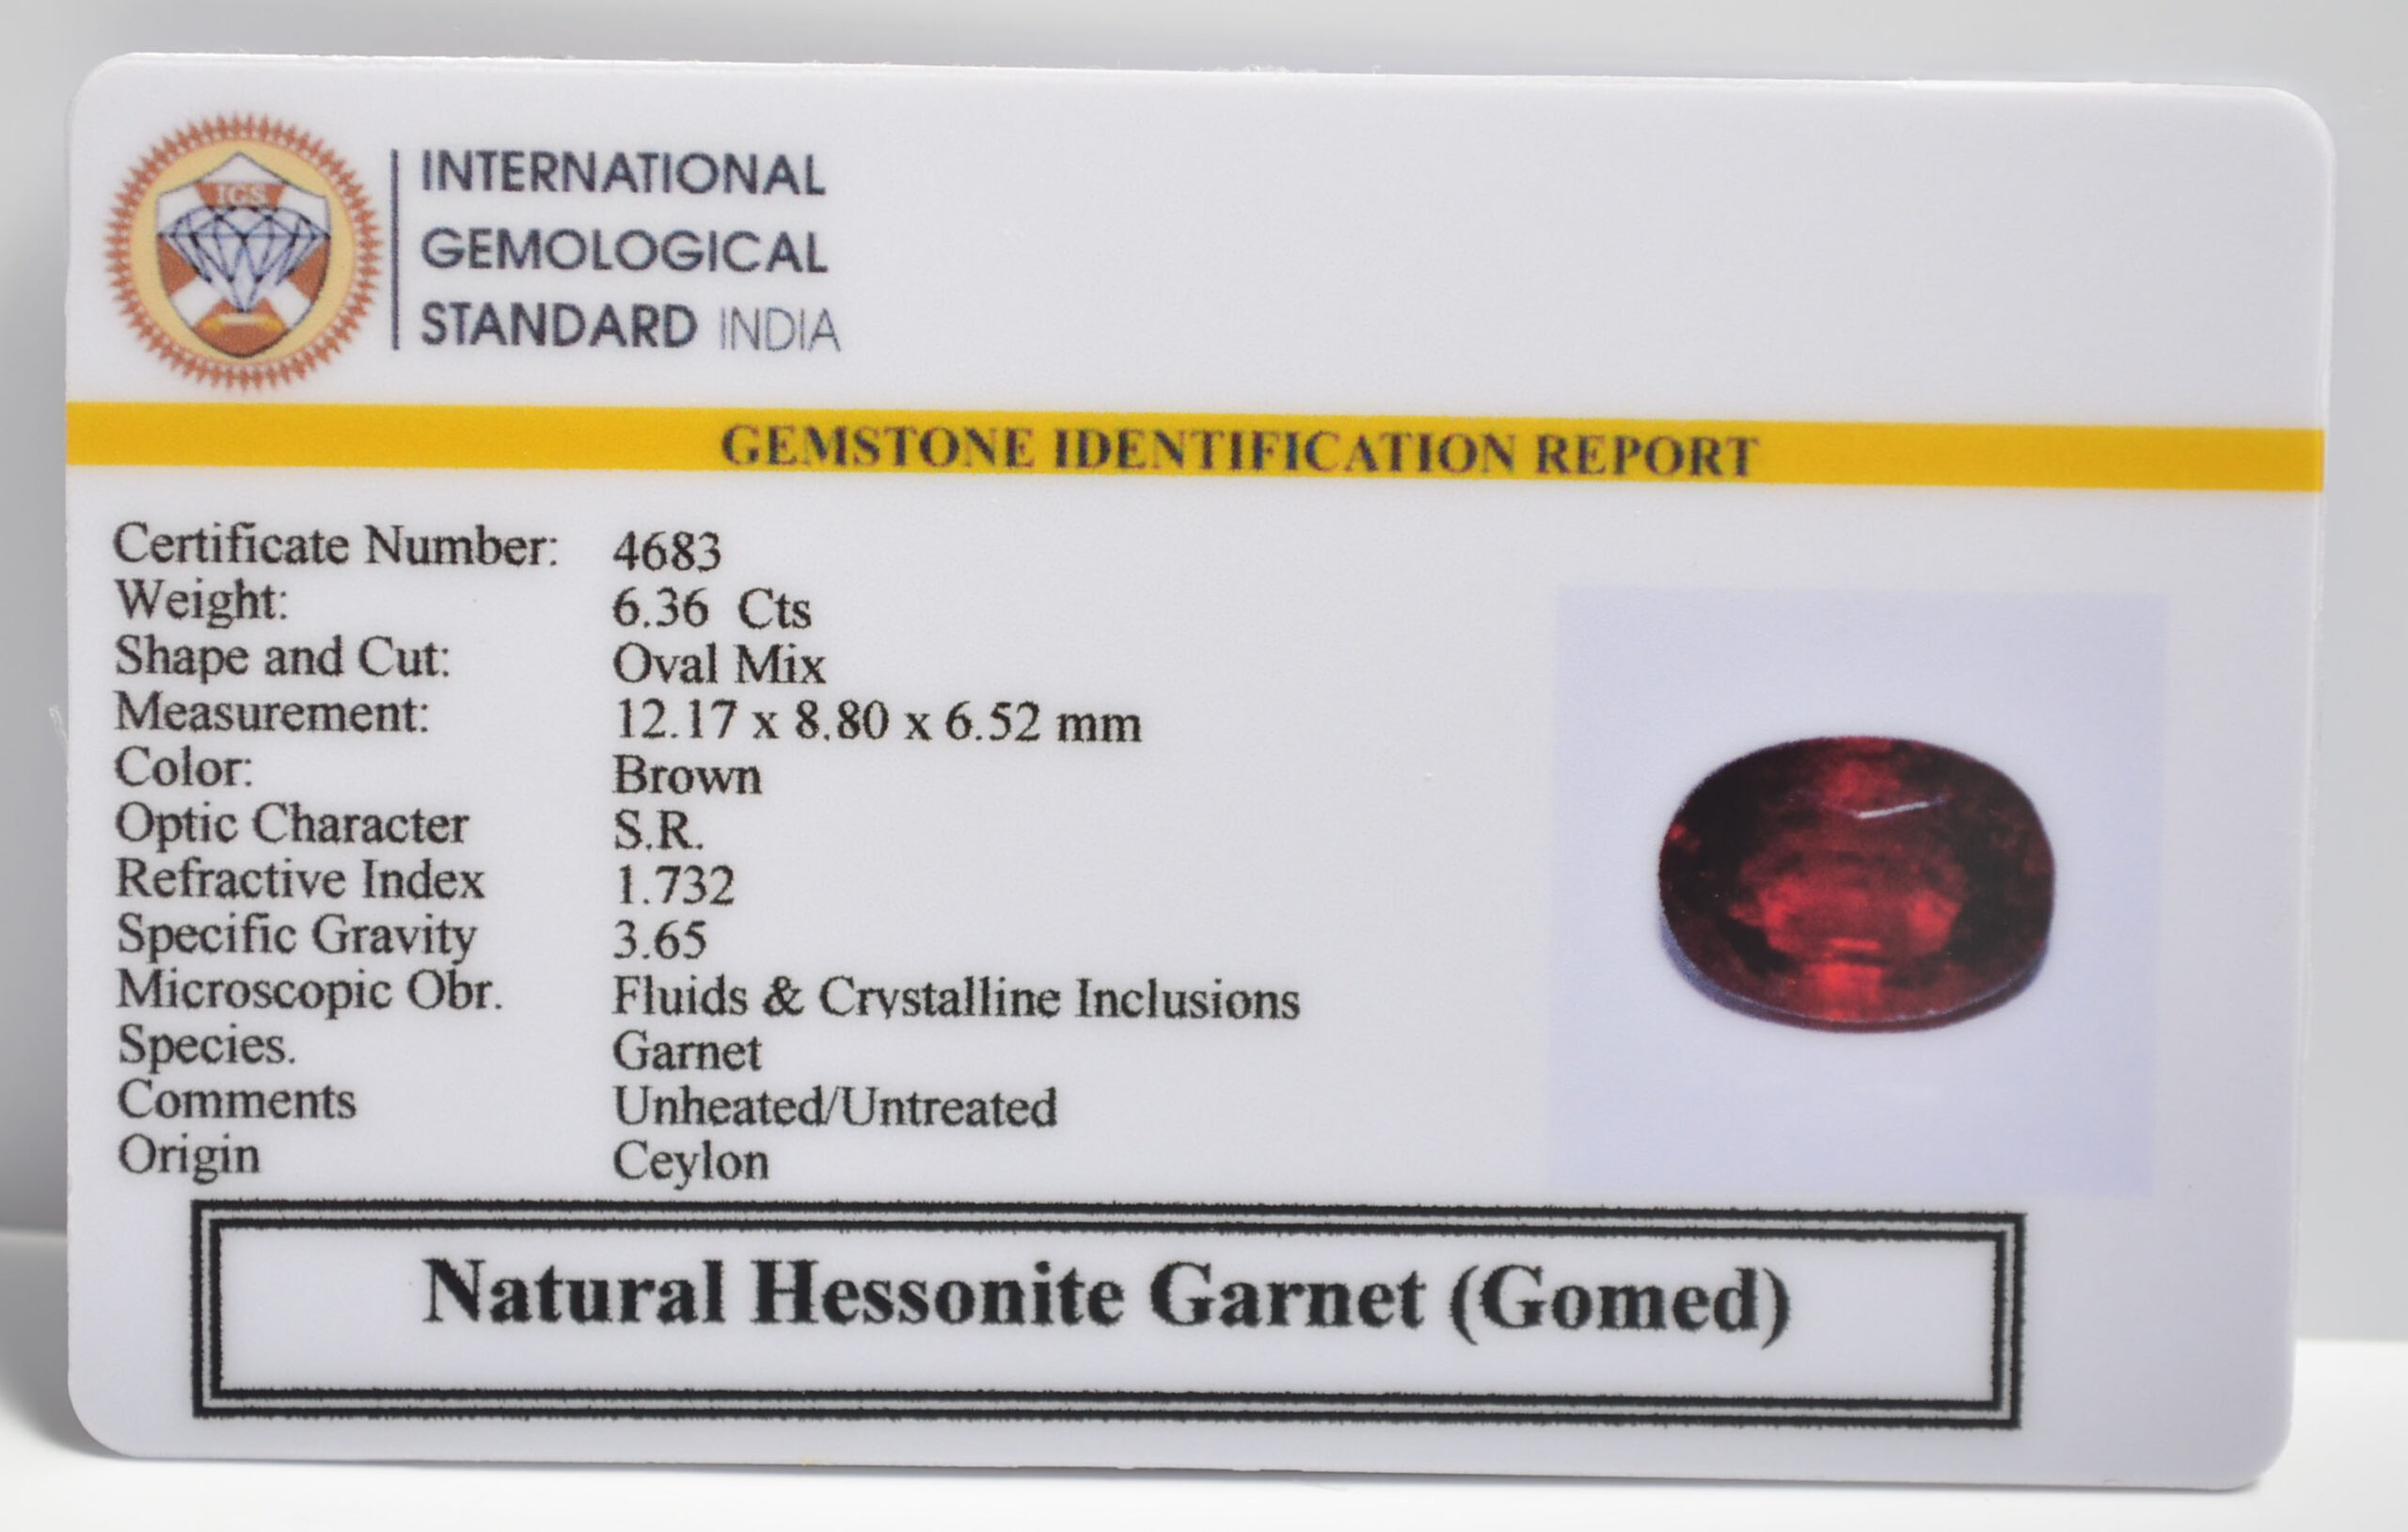 IGS
INTERNATIONAL
GEMOLOGICAL
STANDARD INDIA
GEMSTONE IDENTIFICATION REPORT
Certificate Number: 4683
Weight: 6.36 Cts
Shape and Cut: Oval Mix
Measurement: 12.17 x 8.80 x 6.52 mm
Color: Brown
Optic Character S.R.
Refractive Index 1.732
Specific Gravity 3.65
Microscopic Obr. Fluids & Crystalline Inclusions
Species. Garnet
Comments Unheated/Untreated
Origin Ceylon
Natural Hessonite Garnet (Gomed)